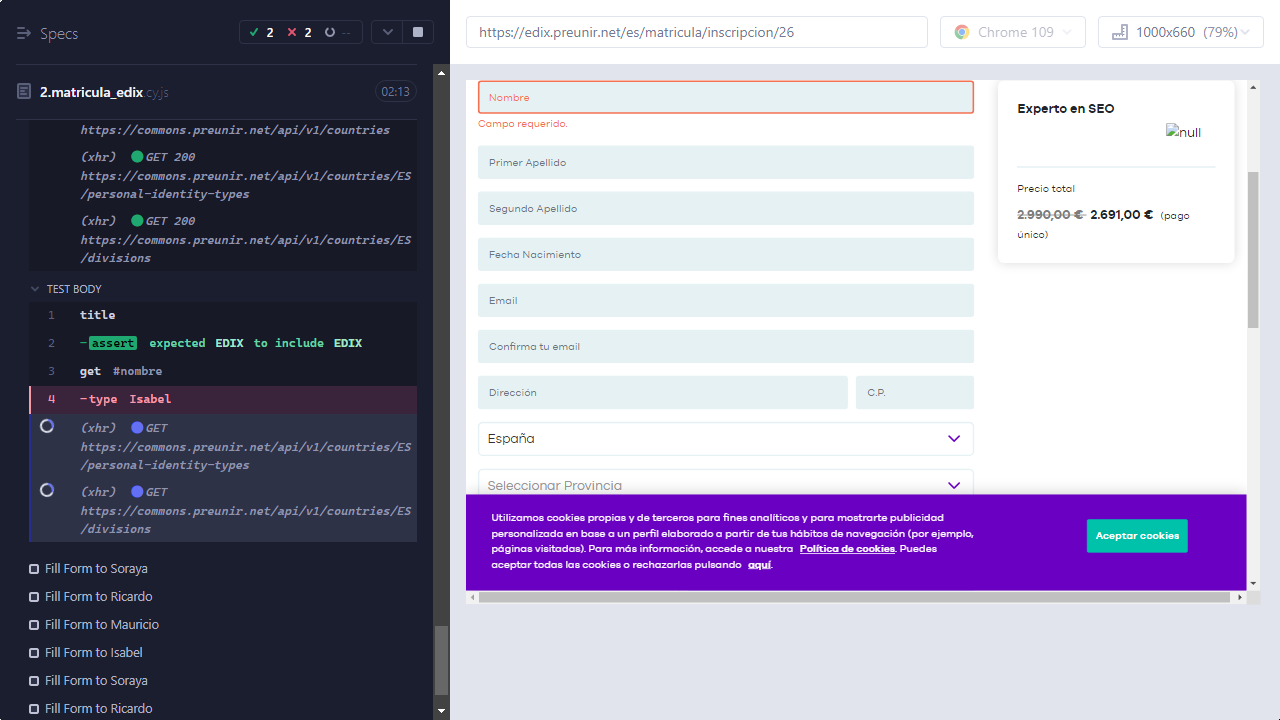 Specs
2
2
--
2.matricula_edix.cy.js
02:13
https://commons.preunir.net/api/v1/countries
(xhr) GET 200
https://commons.preunir.net/api/v1/countries/ES
/personal-identity-types
(xhr) GET 200
https://commons.preunir.net/api/v1/countries/ES
/divisions
TEST BODY
1 title
2 -assert expected EDIX to include EDIX
3 get #nombre
4 -type Isabel
(xhr) GET
https://commons.preunir.net/api/v1/countries/ES
/personal-identity-types
(xhr) GET
https://commons.preunir.net/api/v1/countries/ES
/divisions
Fill Form to Soraya
Fill Form to Ricardo
Fill Form to Mauricio
Fill Form to Isabel
Fill Form to Soraya
Fill Form to Ricardo
https://edix.preunir.net/es/matricula/inscripcion/26
Chrome 109
1000x660 (79%)
Nombre
Campo requerido.
Primer Apellido
Segundo Apellido
Fecha Nacimiento
Email
Confirma tu email
Dirección
C.P.
España
Seleccionar Provincia
Experto en SEO
null
Precio total
2.990,00 € 2.691,00 € (pago
único)
Utilizamos cookies propias y de terceros para fines analíticos y para mostrarte publicidad
personalizada en base a un perfil elaborado a partir de tus hábitos de navegación (por ejemplo,
páginas visitadas). Para más información, accede a nuestra Política de cookies. Puedes
aceptar todas las cookies o rechazarlas pulsando aquí.
Aceptar cookies